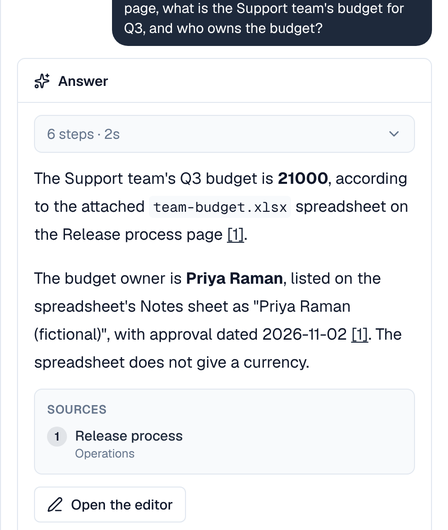 page, what is the Support team's budget for
Q3, and who owns the budget?
Answer
6 steps · 2s
The Support team's Q3 budget is 21000, according
to the attached team-budget.xlsx spreadsheet on
the Release process page [1].
The budget owner is Priya Raman, listed on the
spreadsheet's Notes sheet as "Priya Raman
(fictional)", with approval dated 2026-11-02 [1]. The
spreadsheet does not give a currency.
SOURCES
1 Release process
Operations
Open the editor